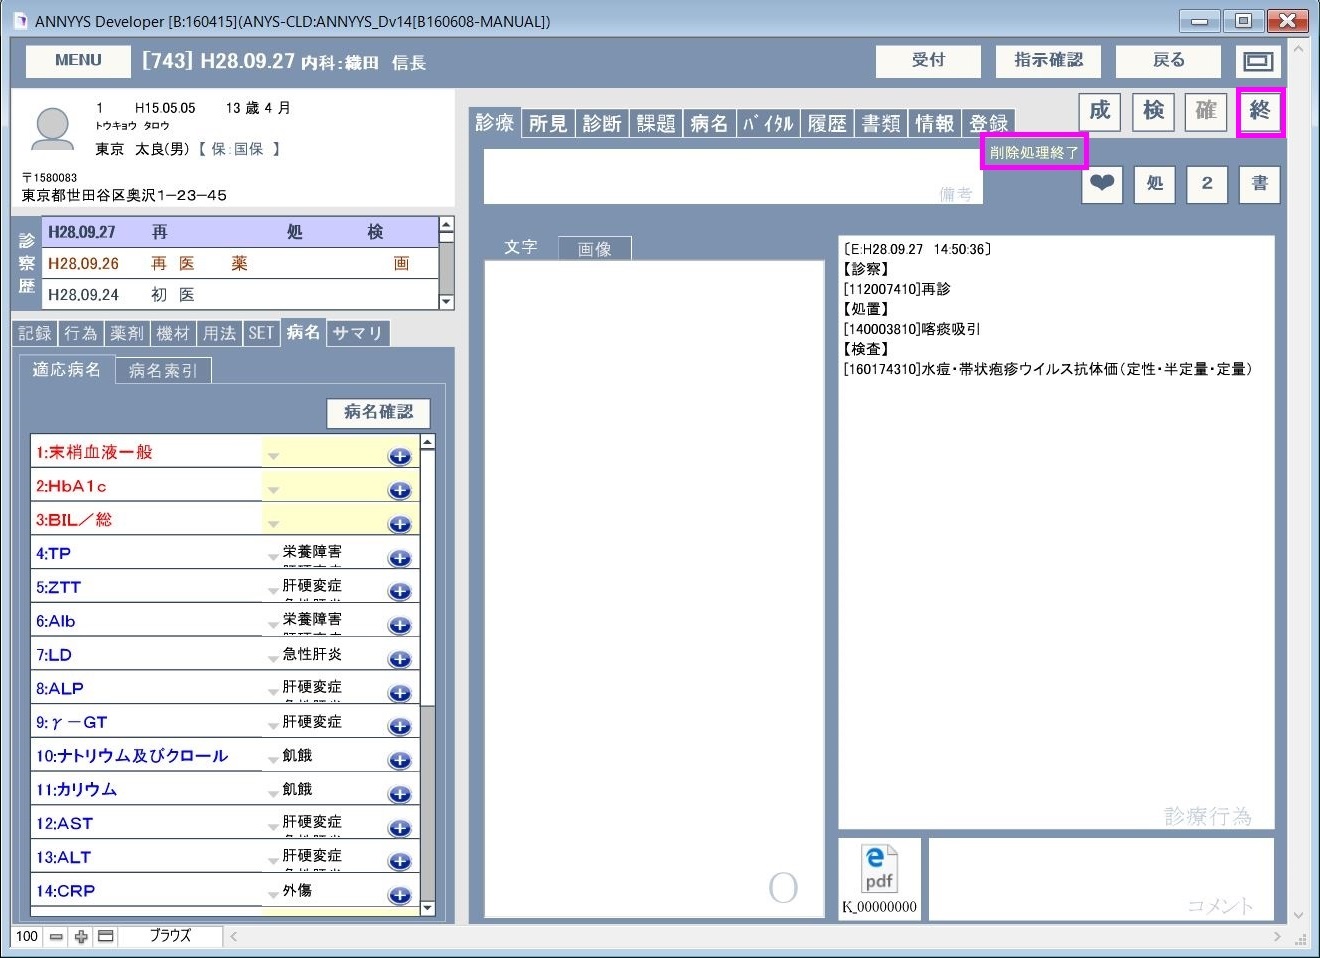 ANNYYS Developer [B:160415](ANYS-CLD:ANNYYS_Dv14[B160608-MANUAL])
MENU
[743] H28.09.27 内科:織田 信長
受付
指示確認
戻る
1 H15.05.05 13 歳 4 月
トウキョウ タロウ
東京 太良(男)【 保:国保 】
〒1580083
東京都世田谷区奥沢1-23-45
診療 所見 診断 課題 病名 バイタル 履歴 書類 情報 登録
成 検 確 終
削除処理終了
備考
処 2 書
診察歴
H28.09.27 再 処 検
H28.09.26 再 医 薬 画
H28.09.24 初 医
記録 行為 薬剤 機材 用法 SET 病名 サマリ
適応病名 病名索引
病名確認
1:末梢血液一般
2:HbA1c
3:BIL/総
4:TP 栄養障害
5:ZTT 肝硬変症
6:Alb 栄養障害
7:LD 急性肝炎
8:ALP 肝硬変症
9:γ-GT 肝硬変症
10:ナトリウム及びクロール 飢餓
11:カリウム 飢餓
12:AST 肝硬変症
13:ALT 肝硬変症
14:CRP 外傷
文字 画像
〔E:H28.09.27 14:50:36〕
【診察】
[112007410]再診
【処置】
[140003810]喀痰吸引
【検査】
[160174310]水痘・帯状疱疹ウイルス抗体価(定性・半定量・定量)
診療行為
O
pdf
K_00000000
コメント
100 ブラウズ